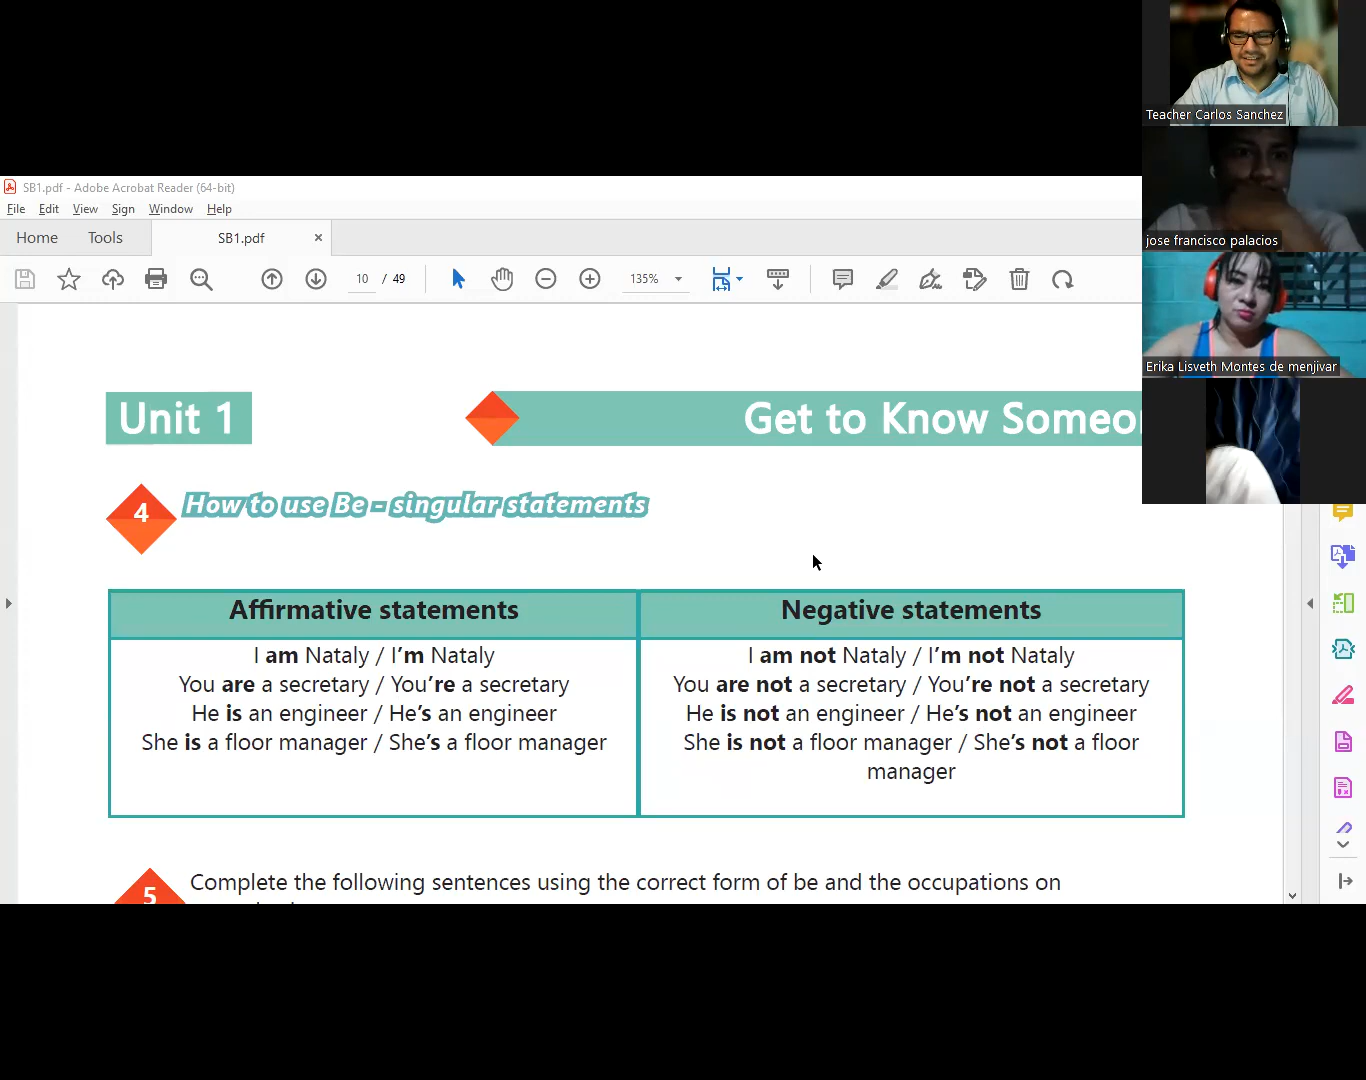 Teacher Carlos Sanchez
jose francisco palacios
Erika Lisveth Montes de menjivar
SB1.pdf - Adobe Acrobat Reader (64-bit)
File Edit View Sign Window Help
Home Tools SB1.pdf ×
10 / 49 135%
Unit 1
Get to Know
4 How to use Be - singular statements
Affirmative statements
I am Nataly / I'm Nataly
You are a secretary / You're a secretary
He is an engineer / He's an engineer
She is a floor manager / She's a floor manager
Negative statements
I am not Nataly / I'm not Nataly
You are not a secretary / You're not a secretary
He is not an engineer / He's not an engineer
She is not a floor manager / She's not a floor
manager
5 Complete the following sentences using the correct form of be and the occupations on